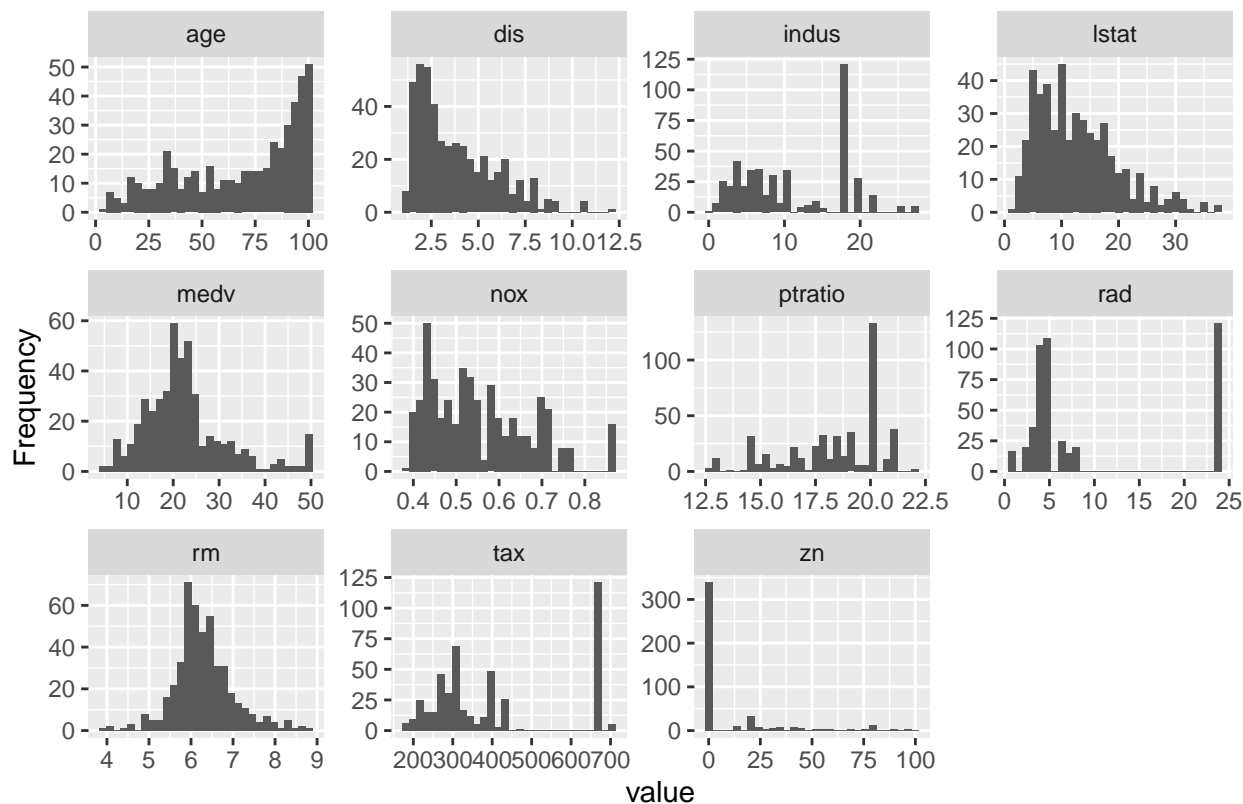 age dis indus lstat
50 40 30 20 10 0
0 25 50 75 100
40 20 0
2.5 5.0 7.5 10.0 12.5
125 100 75 50 25 0
0 10 20
40 30 20 10 0
0 10 20 30
medv nox ptratio rad
60 40 20 0
10 20 30 40 50
50 40 30 20 10 0
0.4 0.5 0.6 0.7 0.8
100 50 0
12.5 15.0 17.5 20.0 22.5
125 100 75 50 25 0
0 5 10 15 20 25
rm tax zn
60 40 20 0
4 5 6 7 8 9
125 100 75 50 25 0
200 300 400 500 600 700
300 200 100 0
0 25 50 75 100
Frequency
value